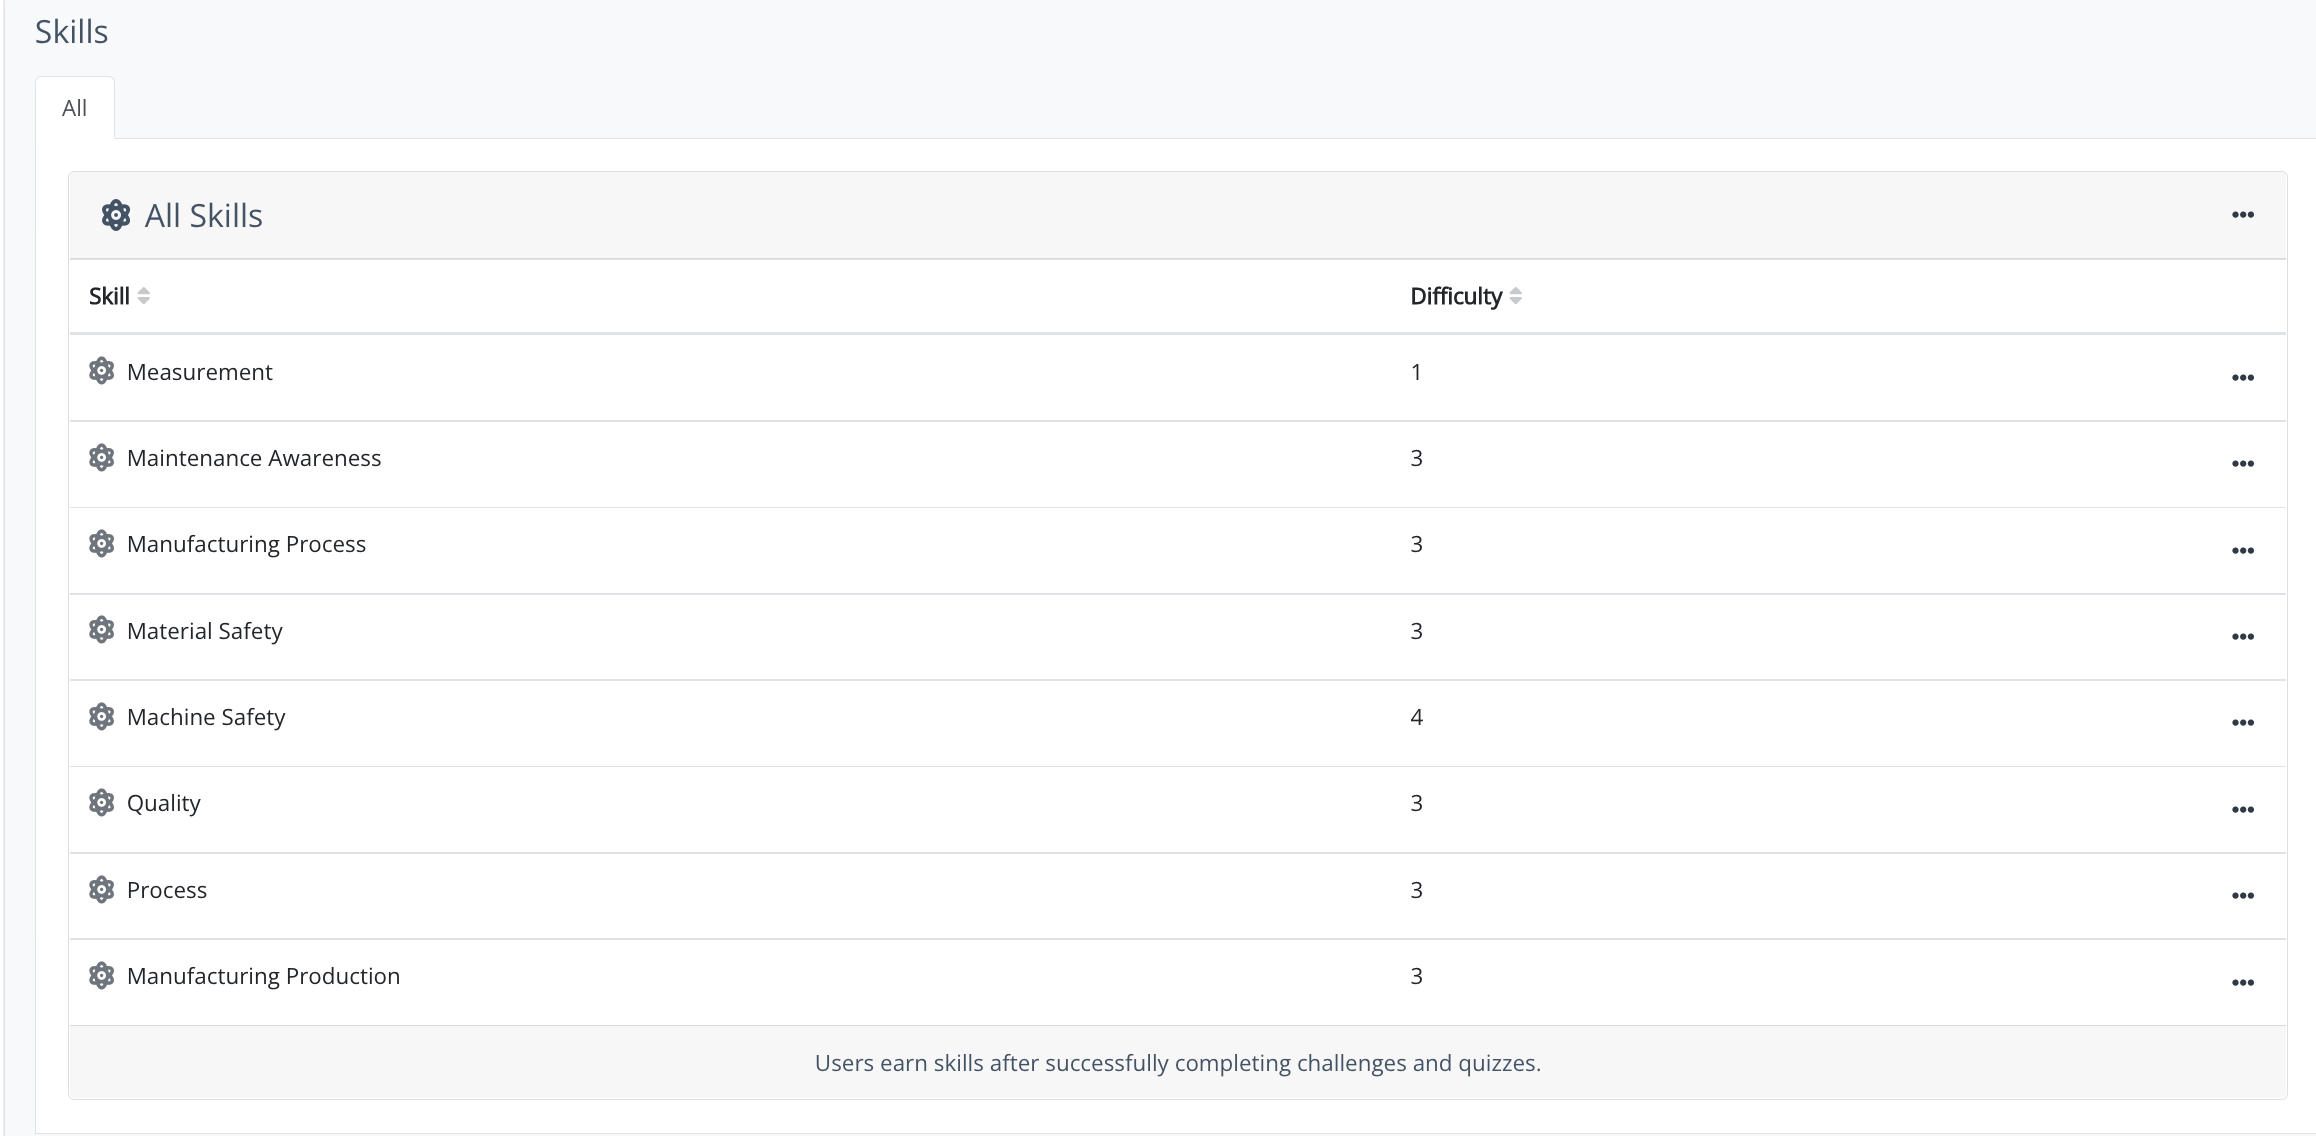 Skills
All
All Skills
Skill Difficulty
Measurement 1
Maintenance Awareness 3
Manufacturing Process 3
Material Safety 3
Machine Safety 4
Quality 3
Process 3
Manufacturing Production 3
Users earn skills after successfully completing challenges and quizzes.